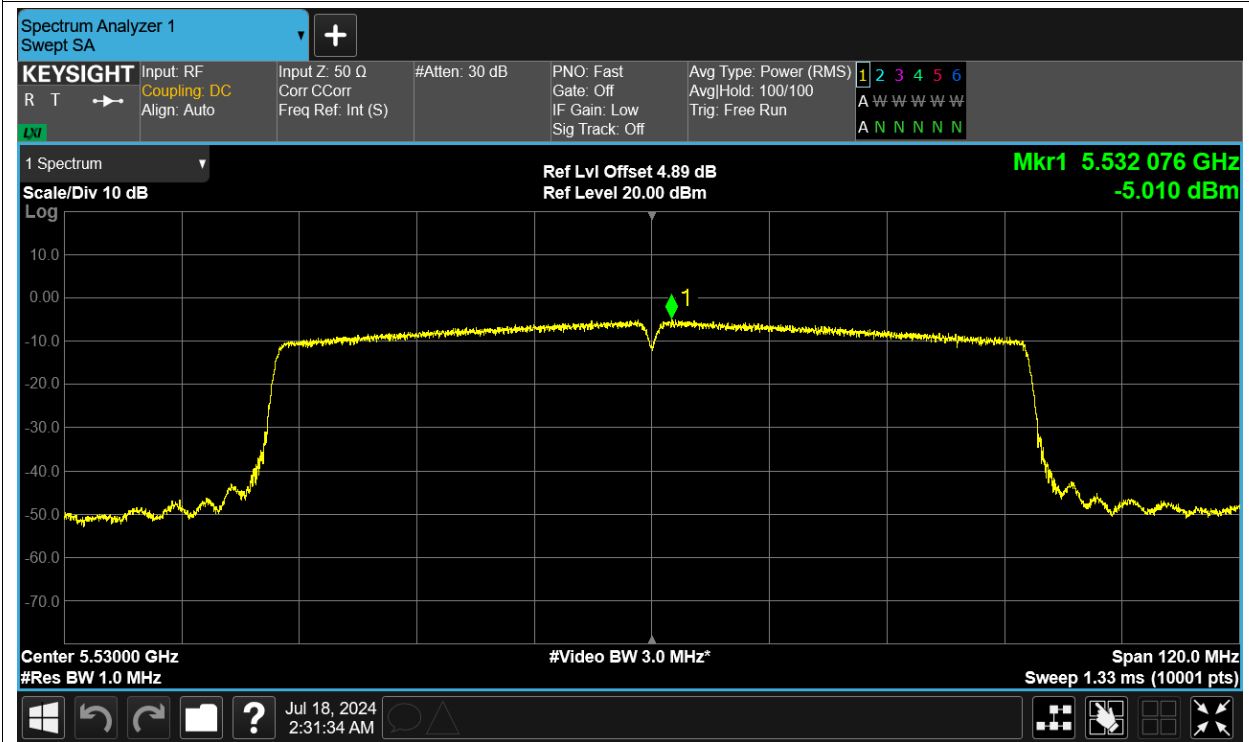 Spectrum Analyzer 1
Swept SA
KEYSIGHT
R T
LXI
Input: RF
Coupling: DC
Align: Auto
Input Z: 50 Ω
Corr CCorr
Freq Ref: Int (S)
#Atten: 30 dB
PNO: Fast
Gate: Off
IF Gain: Low
Sig Track: Off
Avg Type: Power (RMS)
Avg|Hold: 100/100
Trig: Free Run
1 2 3 4 5 6
A W W W W W
A N N N N N
1 Spectrum
Scale/Div 10 dB
Log
Ref Lvl Offset 4.89 dB
Ref Level 20.00 dBm
Mkr1 5.532 076 GHz
-5.010 dBm
10.0
0.00
-10.0
-20.0
-30.0
-40.0
-50.0
-60.0
-70.0
1
Center 5.53000 GHz
#Res BW 1.0 MHz
#Video BW 3.0 MHz*
Span 120.0 MHz
Sweep 1.33 ms (10001 pts)
?
Jul 18, 2024
2:31:34 AM